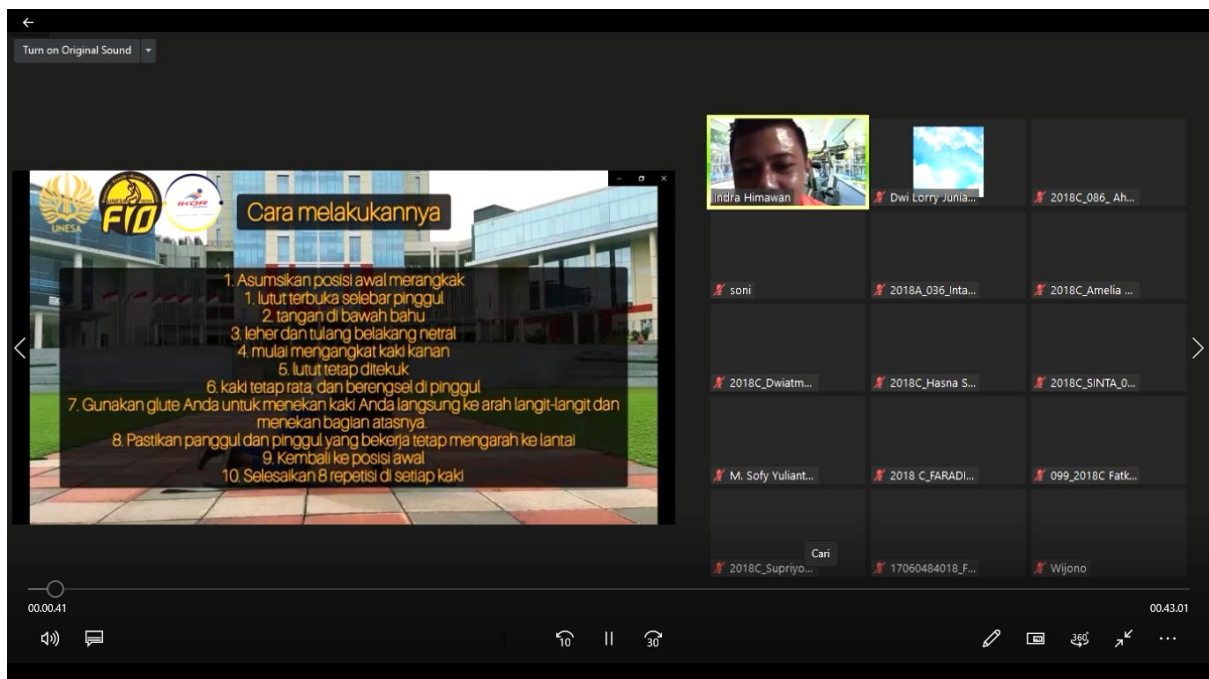 Turn on Original Sound
UNESA
FIO
IKOR
Cara melakukannya
1. Asumsikan posisi awal merangkak
1. lutut terbuka selebar pinggul
2. tangan di bawah bahu
3. leher dan tulang belakang netral
4. mulai mengangkat kaki kanan
5. lutut tetap ditekuk
6. kaki tetap rata, dan berengsel di pinggul
7. Gunakan glute Anda untuk menekan kaki Anda langsung ke arah langit-langit dan
menekan bagian atasnya.
8. Pastikan panggul dan pinggul yang bekerja tetap mengarah ke lantai
9. Kembali ke posisi awal
10. Selesaikan 8 repetisi di setiap kaki
Indra Himawan
Dwi Lorry Junia...
2018C_086_ Ah...
soni
2018A_036_Inta...
2018C_Amelia ...
2018C_Dwiatm...
2018C_Hasna S...
2018C_SINTA_0...
M. Sofy Yuliant...
2018 C_FARADI...
099_2018C Fatk...
Cari
2018C_Supriyo...
17060484018_F...
Wijono
00.00.41
00.43.01
10
30
360